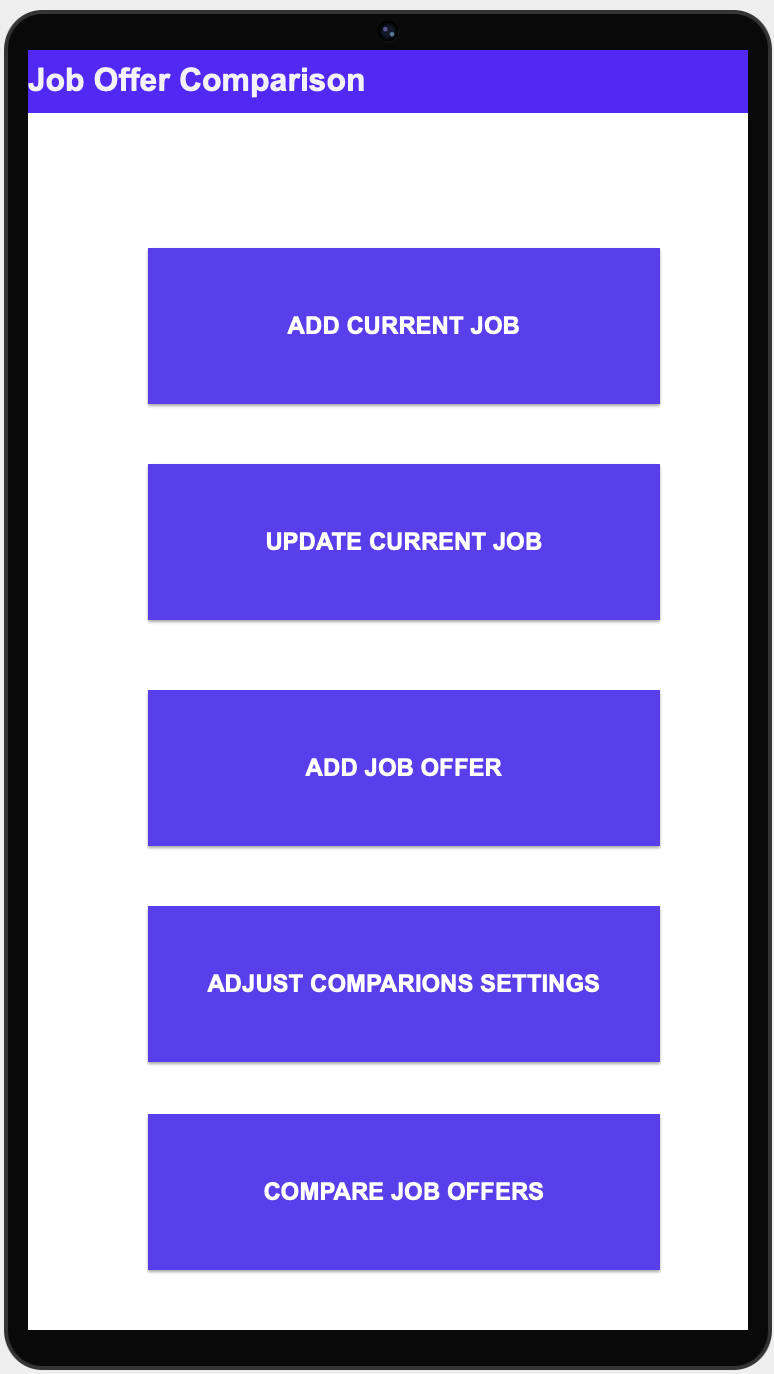 Job Offer Comparison
ADD CURRENT JOB
UPDATE CURRENT JOB
ADD JOB OFFER
ADJUST COMPARIONS SETTINGS
COMPARE JOB OFFERS